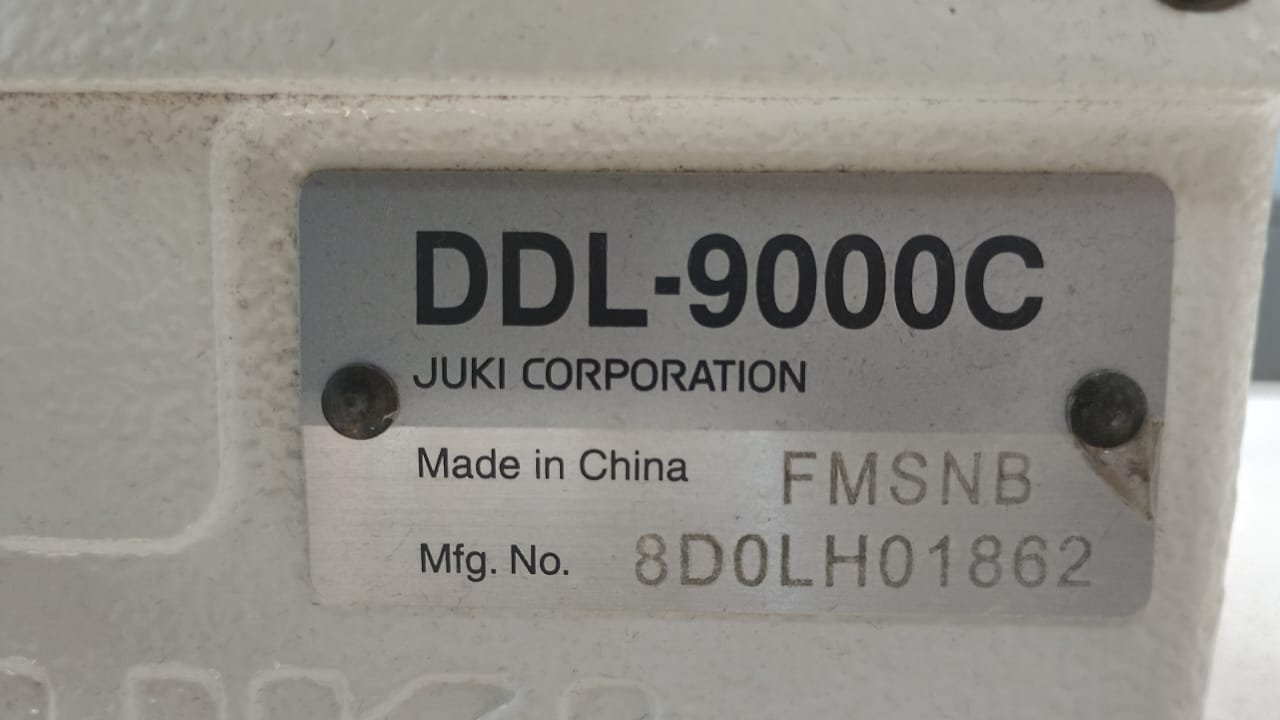 DDL-9000C
JUKI CORPORATION
Made in China FMSNB
Mfg. No. 8D0LH01862